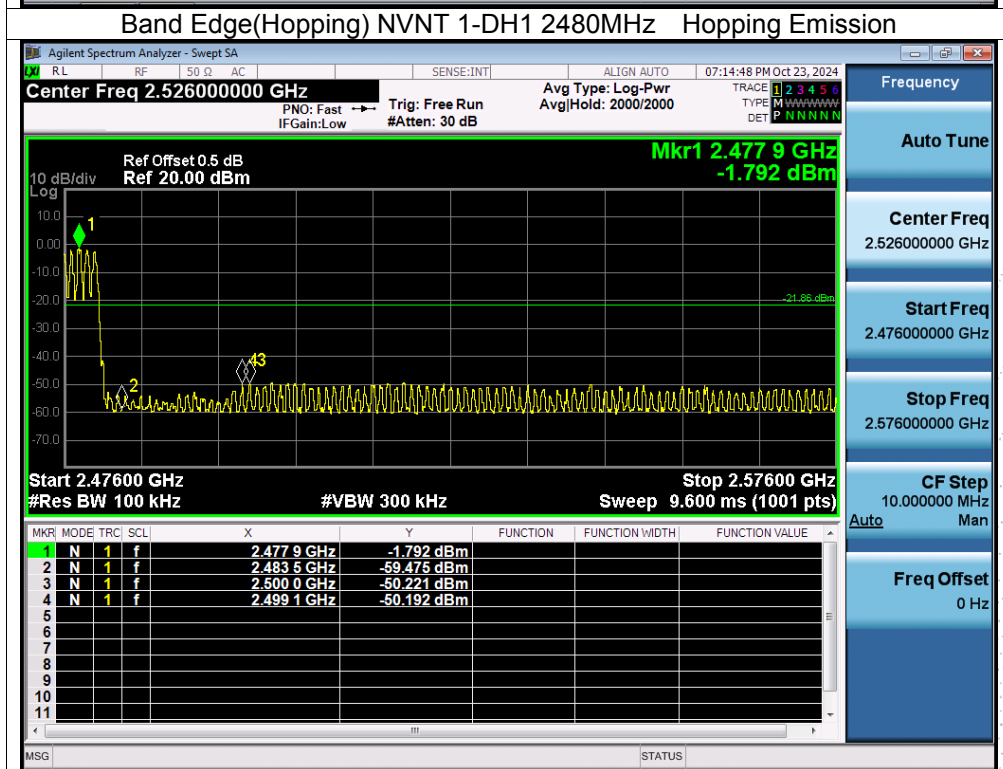 Band Edge(Hopping) NVNT 1-DH1 2480MHz Hopping Emission
Agilent Spectrum Analyzer - Swept SA
LXI RL RF 50 Ω AC SENSE:INT ALIGN AUTO 07:14:48 PM Oct 23, 2024
Center Freq 2.526000000 GHz
PNO: Fast
IFGain:Low
Trig: Free Run
#Atten: 30 dB
Avg Type: Log-Pwr
Avg|Hold: 2000/2000
TRACE 1 2 3 4 5 6
TYPE M WWWWW
DET P N N N N N
Mkr1 2.477 9 GHz
-1.792 dBm
Ref Offset 0.5 dB
10 dB/div Ref 20.00 dBm
Log
10.0
0.00
-10.0
-20.0
-30.0
-40.0
-50.0
-60.0
-70.0
1
2
43
-21.86 dBm
Start 2.47600 GHz Stop 2.57600 GHz
#Res BW 100 kHz #VBW 300 kHz Sweep 9.600 ms (1001 pts)
MKR MODE TRC SCL X Y FUNCTION FUNCTION WIDTH FUNCTION VALUE
1 N 1 f 2.477 9 GHz -1.792 dBm
2 N 1 f 2.483 5 GHz -59.475 dBm
3 N 1 f 2.500 0 GHz -50.221 dBm
4 N 1 f 2.499 1 GHz -50.192 dBm
5
6
7
8
9
10
11
MSG STATUS
Frequency
Auto Tune
Center Freq
2.526000000 GHz
Start Freq
2.476000000 GHz
Stop Freq
2.576000000 GHz
CF Step
10.000000 MHz
Auto Man
Freq Offset
0 Hz